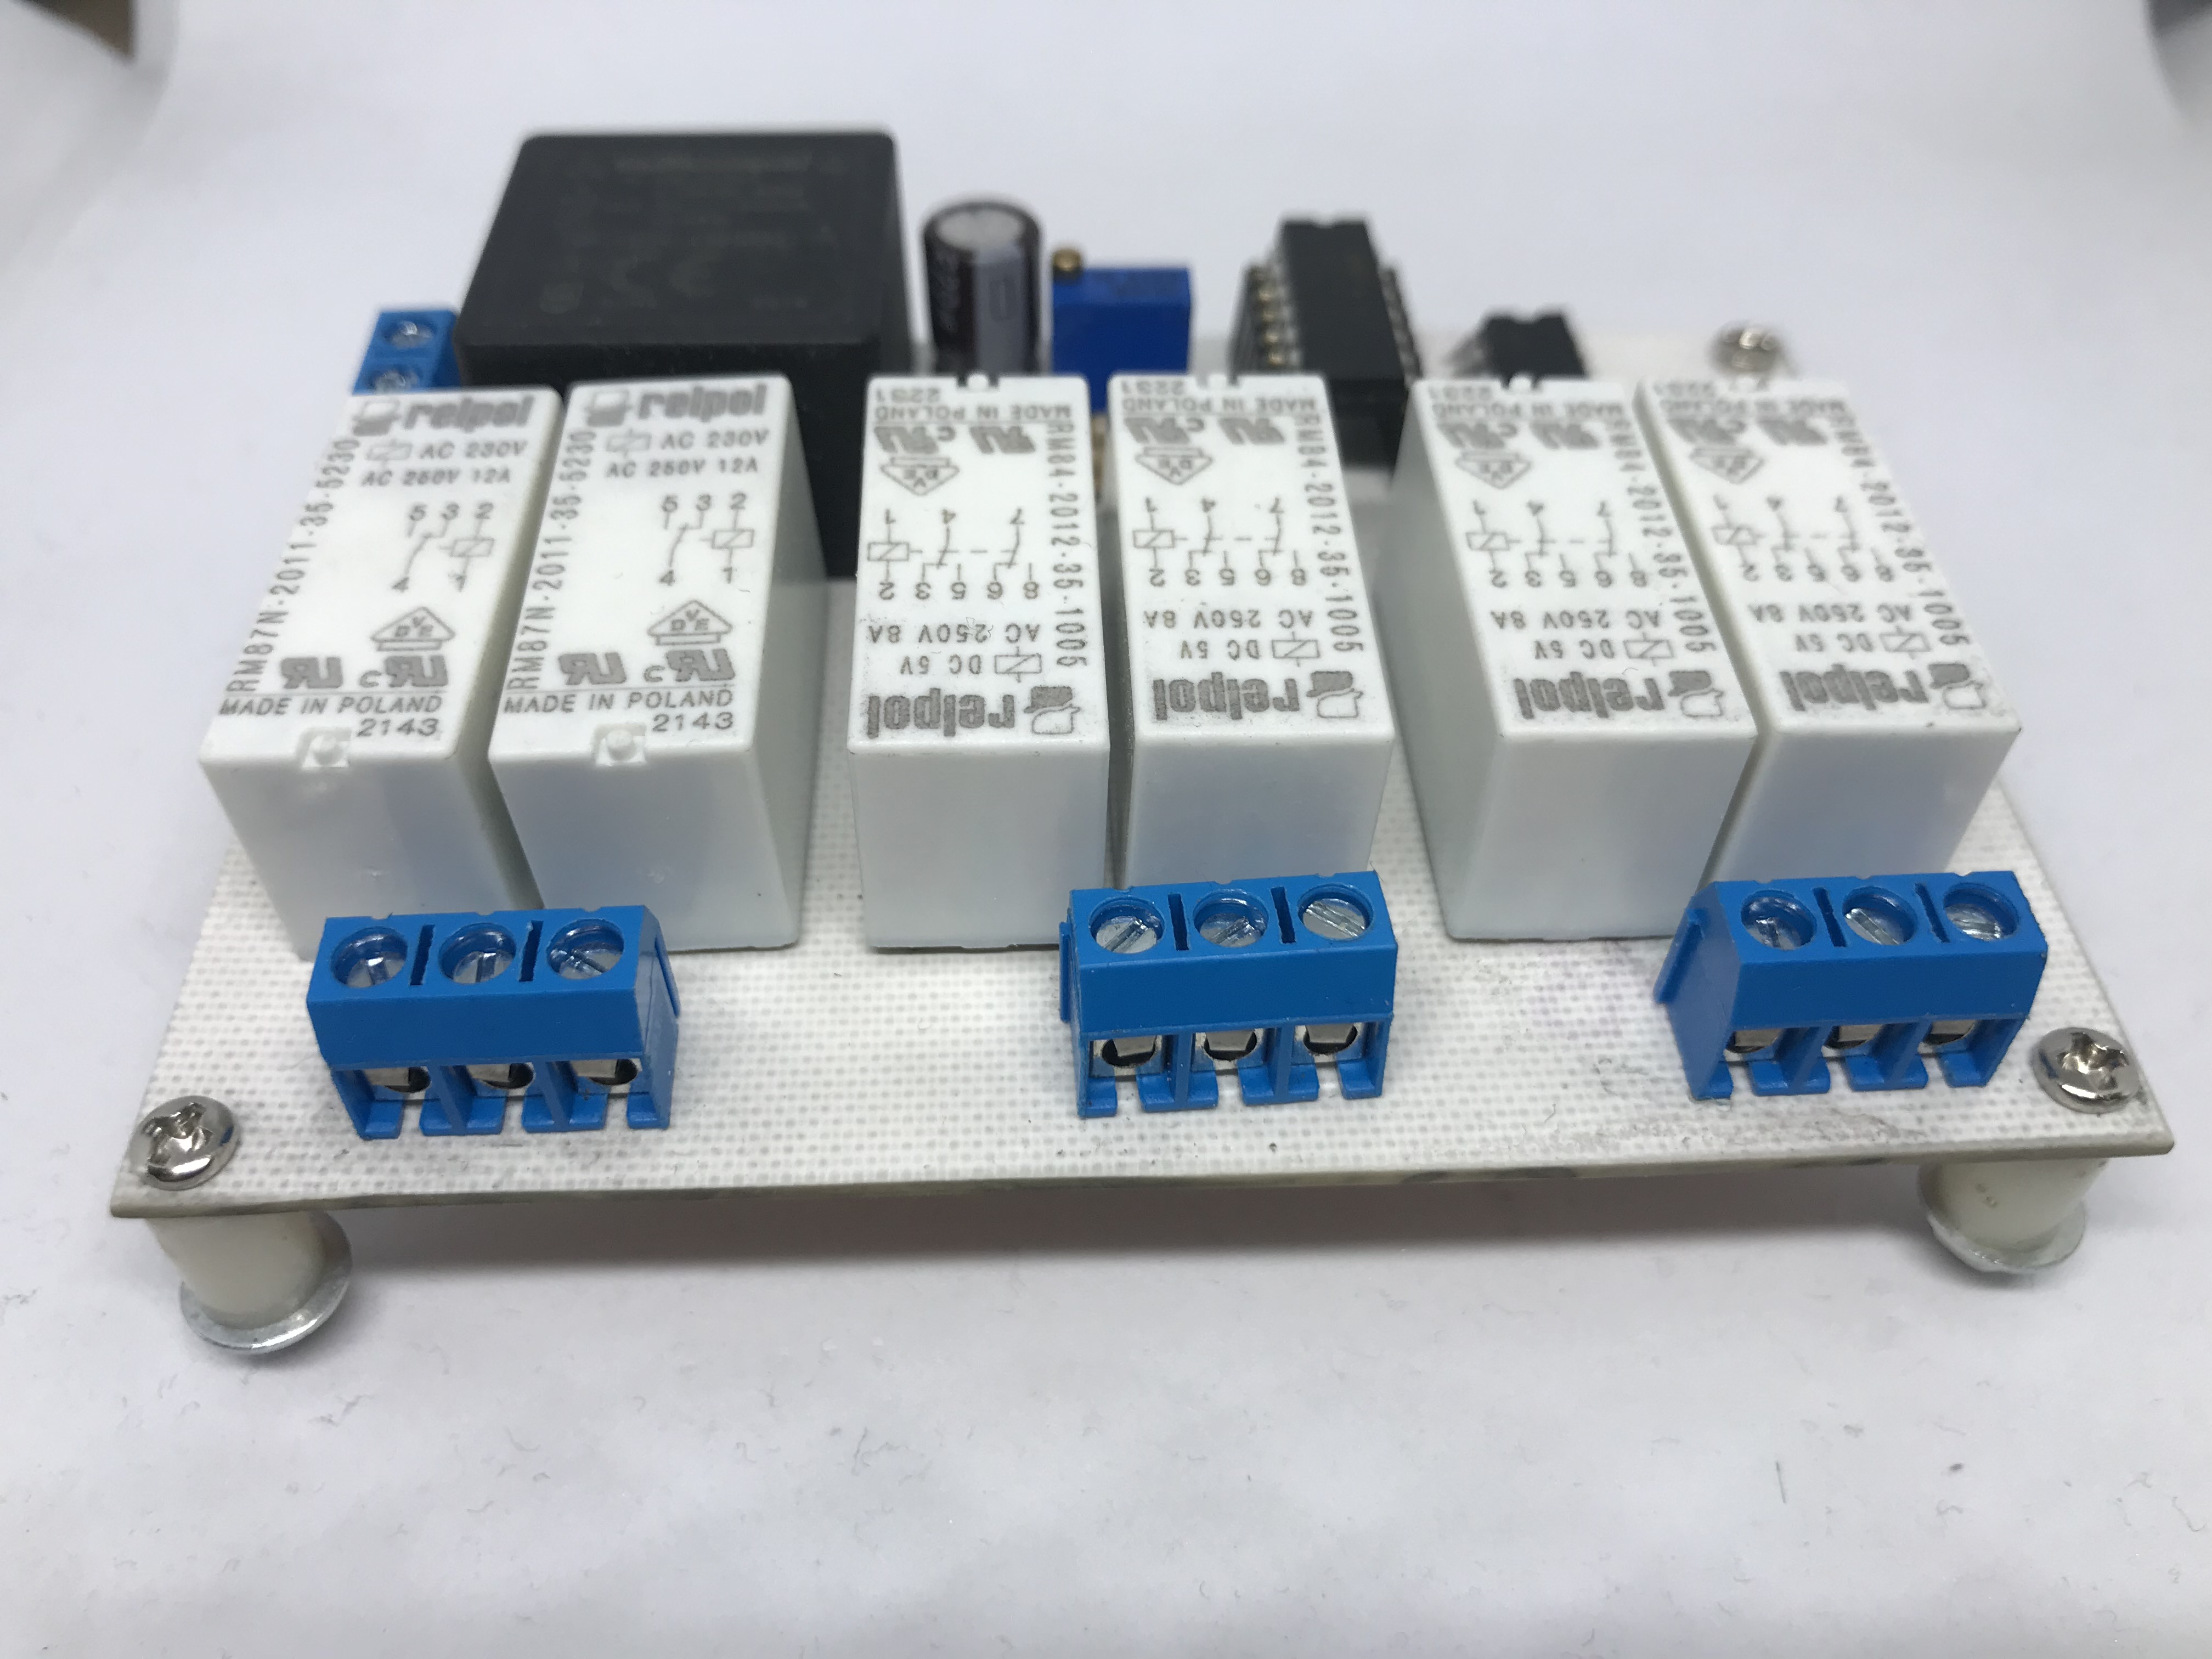 relpol
AC 230V
AC 250V 12A
5 3 2
4 1
RM87N-2011-35-5230
DVE
MADE IN POLAND
2143
relpol
AC 230V
AC 250V 12A
5 3 2
4 1
RM87N-2011-35-5230
DVE
MADE IN POLAND
2143
relpol
DC 5V
AC 250V 8A
8 6 5 3 2
7 4 1
RM84-2012-35-1005
DVE
MADE IN POLAND
2231
relpol
DC 5V
AC 250V 8A
8 6 5 3 2
7 4 1
RM84-2012-35-1005
DVE
MADE IN POLAND
2231
relpol
DC 5V
AC 250V 8A
8 6 5 3 2
7 4 1
RM84-2012-35-1005
DVE
MADE IN POLAND
relpol
DC 5V
AC 250V 8A
8 6 5 3 2
7 4 1
RM84-2012-35-1005
DVE
MADE IN POLAND